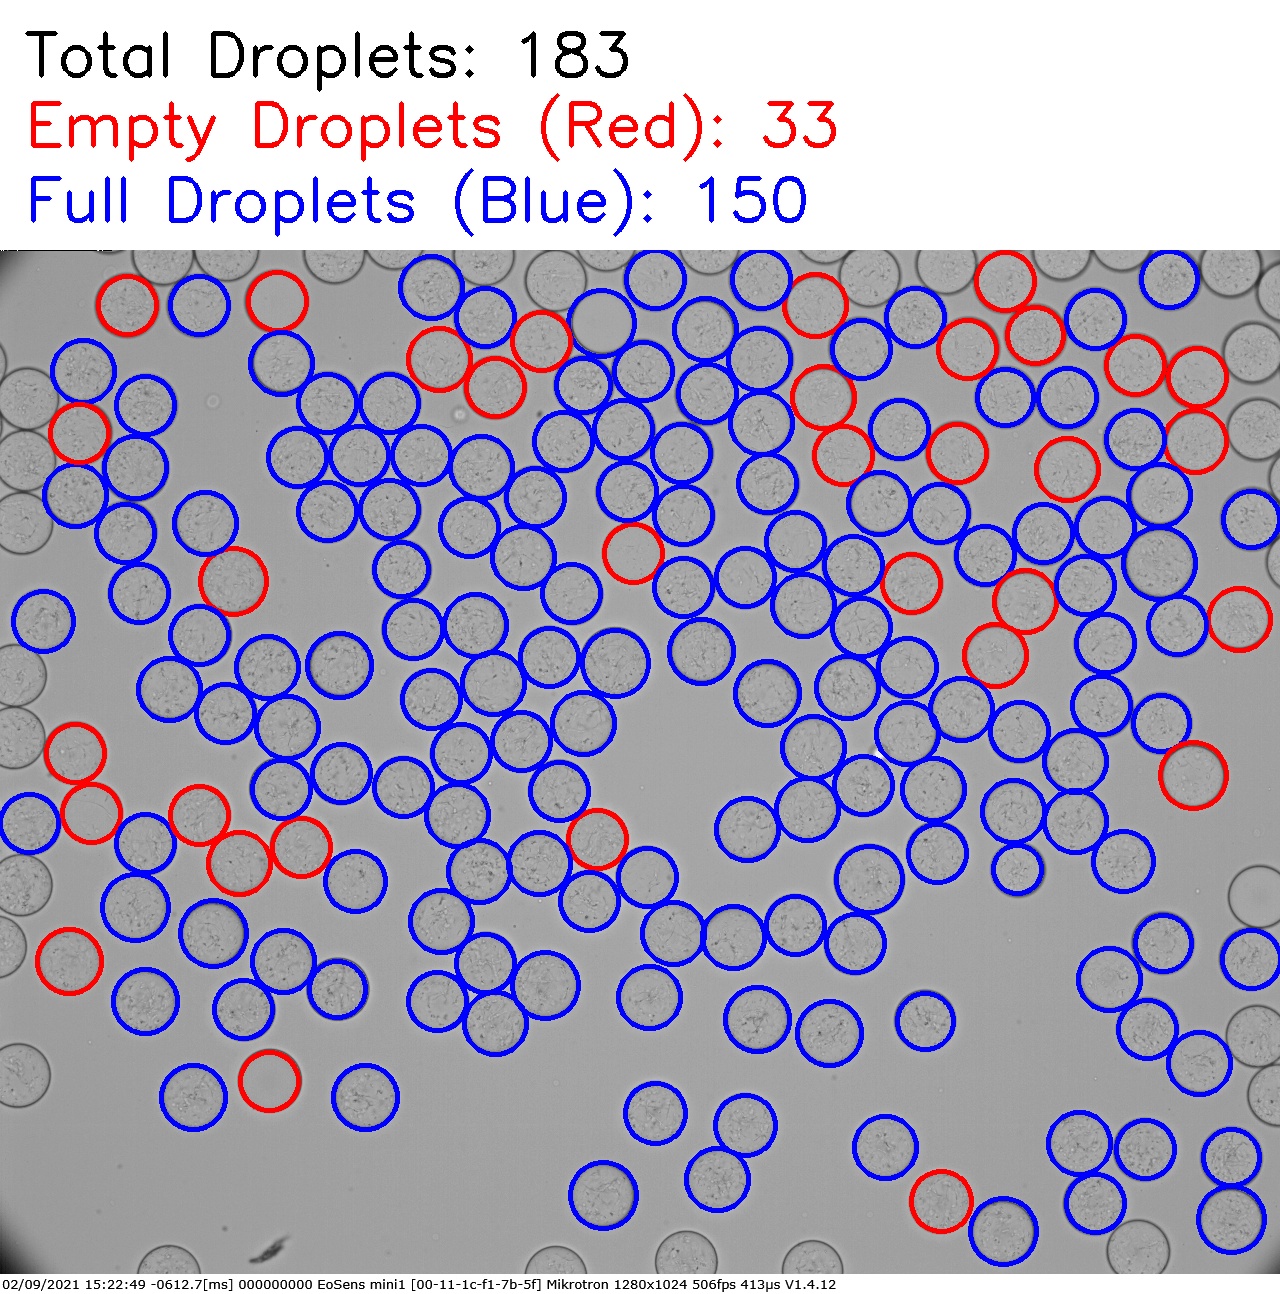 Total Droplets: 183
Empty Droplets (Red): 33
Full Droplets (Blue): 150
02/09/2021 15:22:49 -0612.7[ms] 000000000 EoSens mini1 [00-11-1c-f1-7b-5f] Mikrotron 1280x1024 506fps 413µs V1.4.12